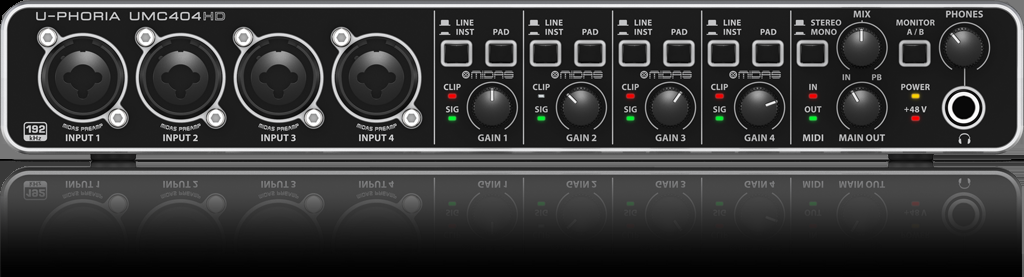 U-PHORIA UMC404HD
192 kHz
MIDAS PREAMP
INPUT 1
MIDAS PREAMP
INPUT 2
MIDAS PREAMP
INPUT 3
MIDAS PREAMP
INPUT 4
LINE
INST
PAD
MIDAS
CLIP
SIG
GAIN 1
LINE
INST
PAD
MIDAS
CLIP
SIG
GAIN 2
LINE
INST
PAD
MIDAS
CLIP
SIG
GAIN 3
LINE
INST
PAD
MIDAS
CLIP
SIG
GAIN 4
STEREO
MONO
MIX
IN PB
IN
OUT
MIDI
MAIN OUT
MONITOR
A / B
POWER
+48 V
PHONES